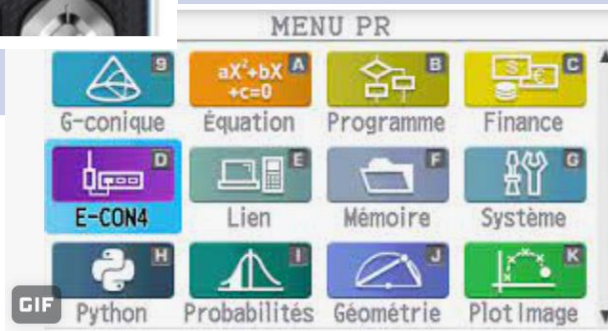 MENU PR
9
aX²+bX
+c=0
A
B
$
€
C
G-conique
Équation
Programme
Finance
D
E
F
G
E-CON4
Lien
Mémoire
Système
H
I
J
K
GIF
Python
Probabilités
Géométrie
Plot Image